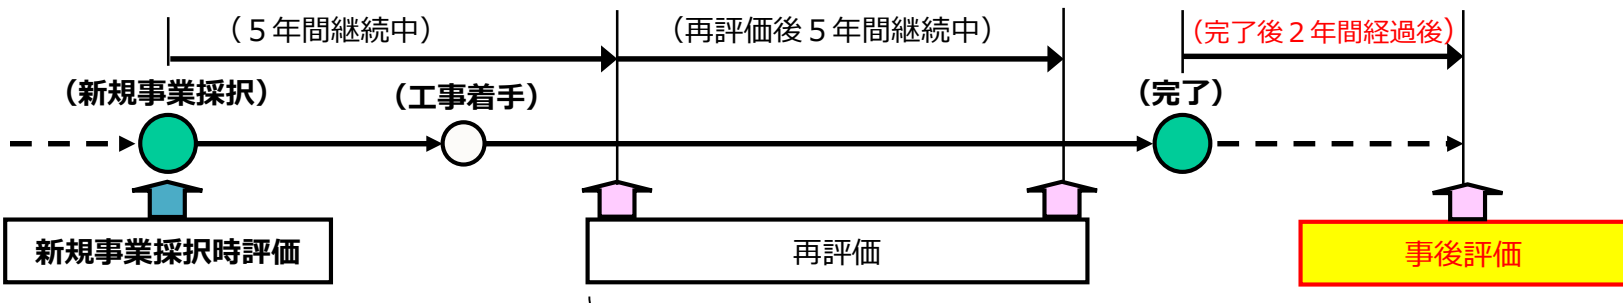 （５年間継続中）
（再評価後５年間継続中）
（完了後２年間経過後）
（新規事業採択）
（工事着手）
（完了）
新規事業採択時評価
再評価
事後評価